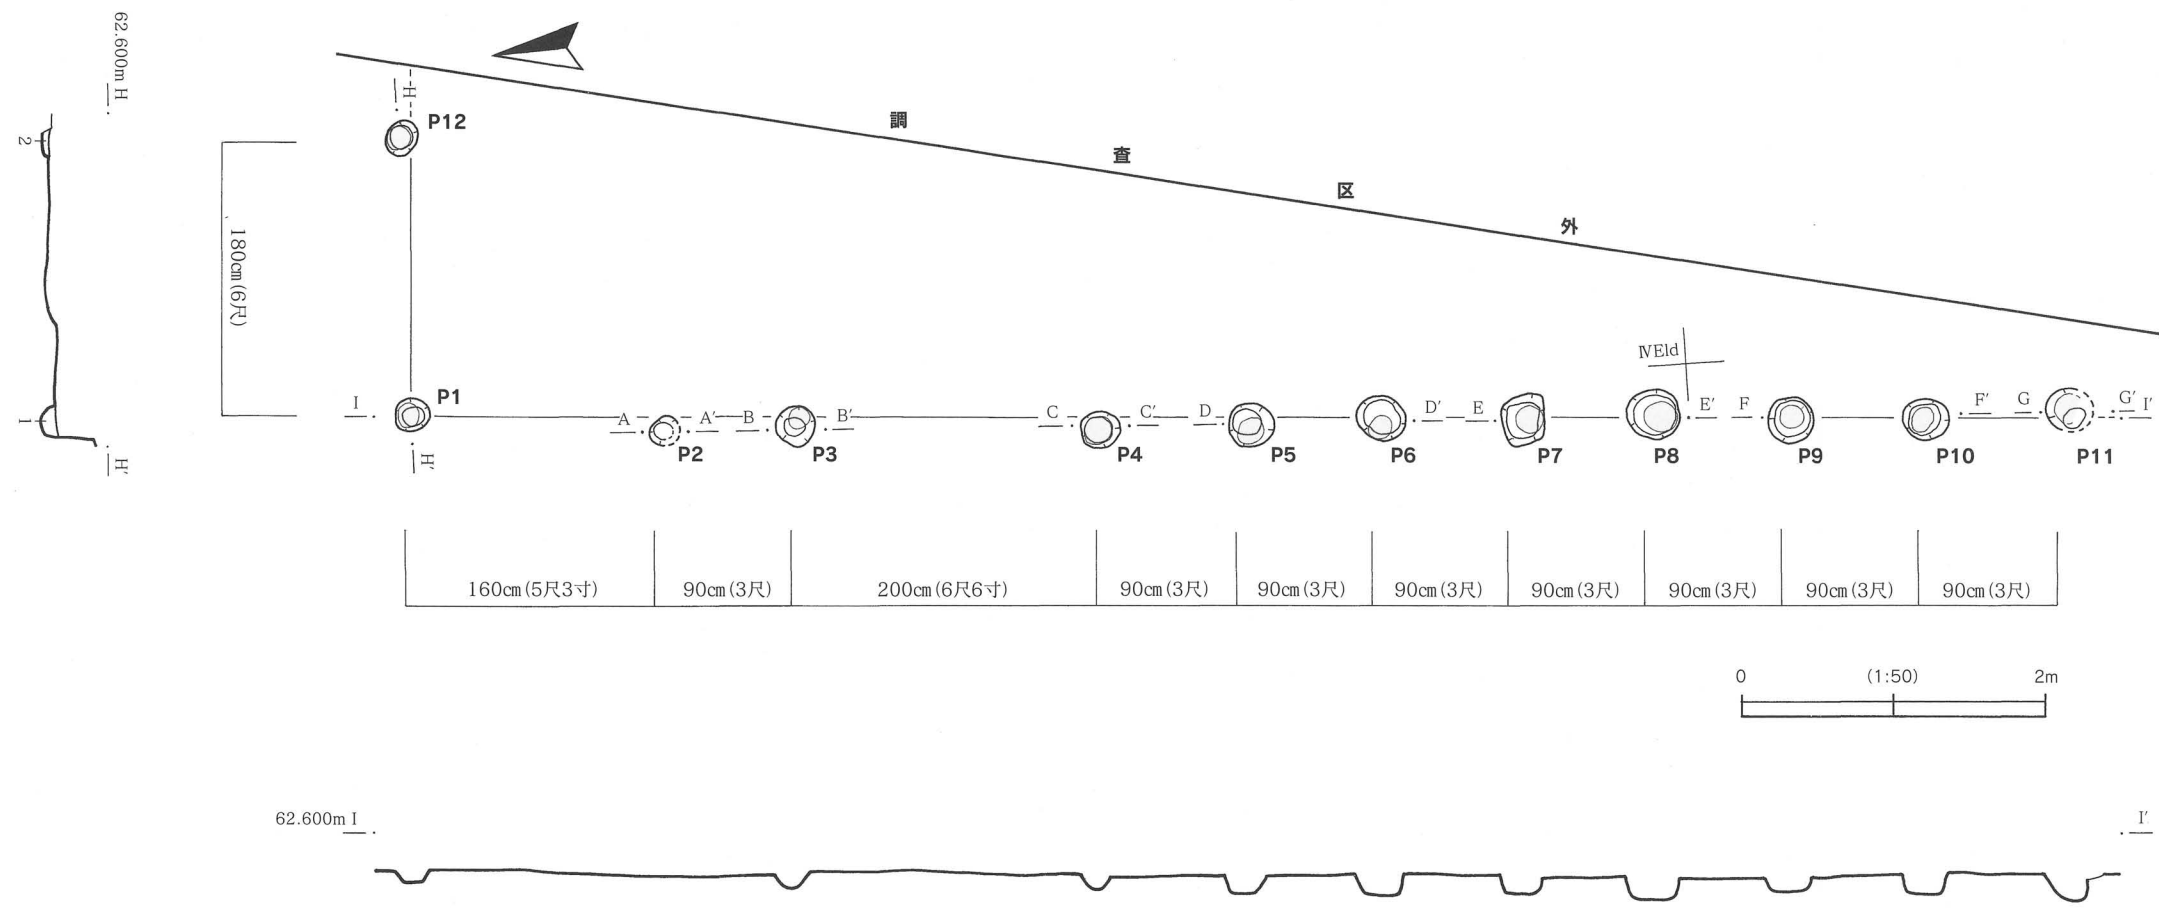 62.600m H
H
P12
調
査
区
外
2
180㎝(6尺)
ⅣE1d
1
H′
I
P1
H′
A
A′
P2
B
B′
P3
C
C′
P4
D
P5
D′
P6
E
P7
E′
P8
F
P9
F′
P10
G
G′
I′
P11
160㎝(5尺3寸)
90㎝(3尺)
200㎝(6尺6寸)
90㎝(3尺)
90㎝(3尺)
90㎝(3尺)
90㎝(3尺)
90㎝(3尺)
90㎝(3尺)
90㎝(3尺)
0
(1:50)
2m
62.600m I
I′